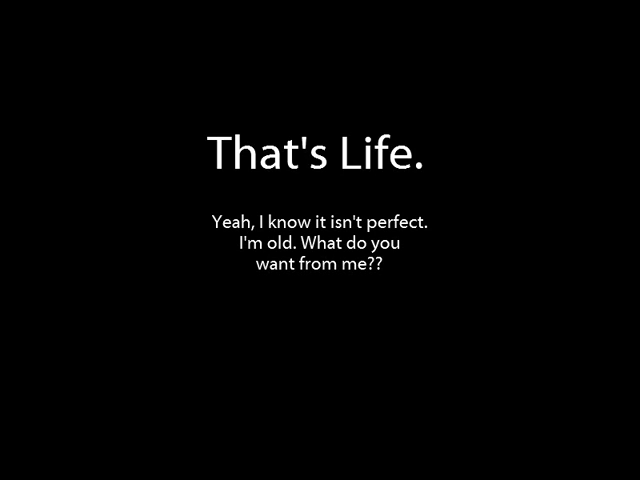 That's Life.
Yeah, I know it isn't perfect.
I'm old. What do you
want from me??